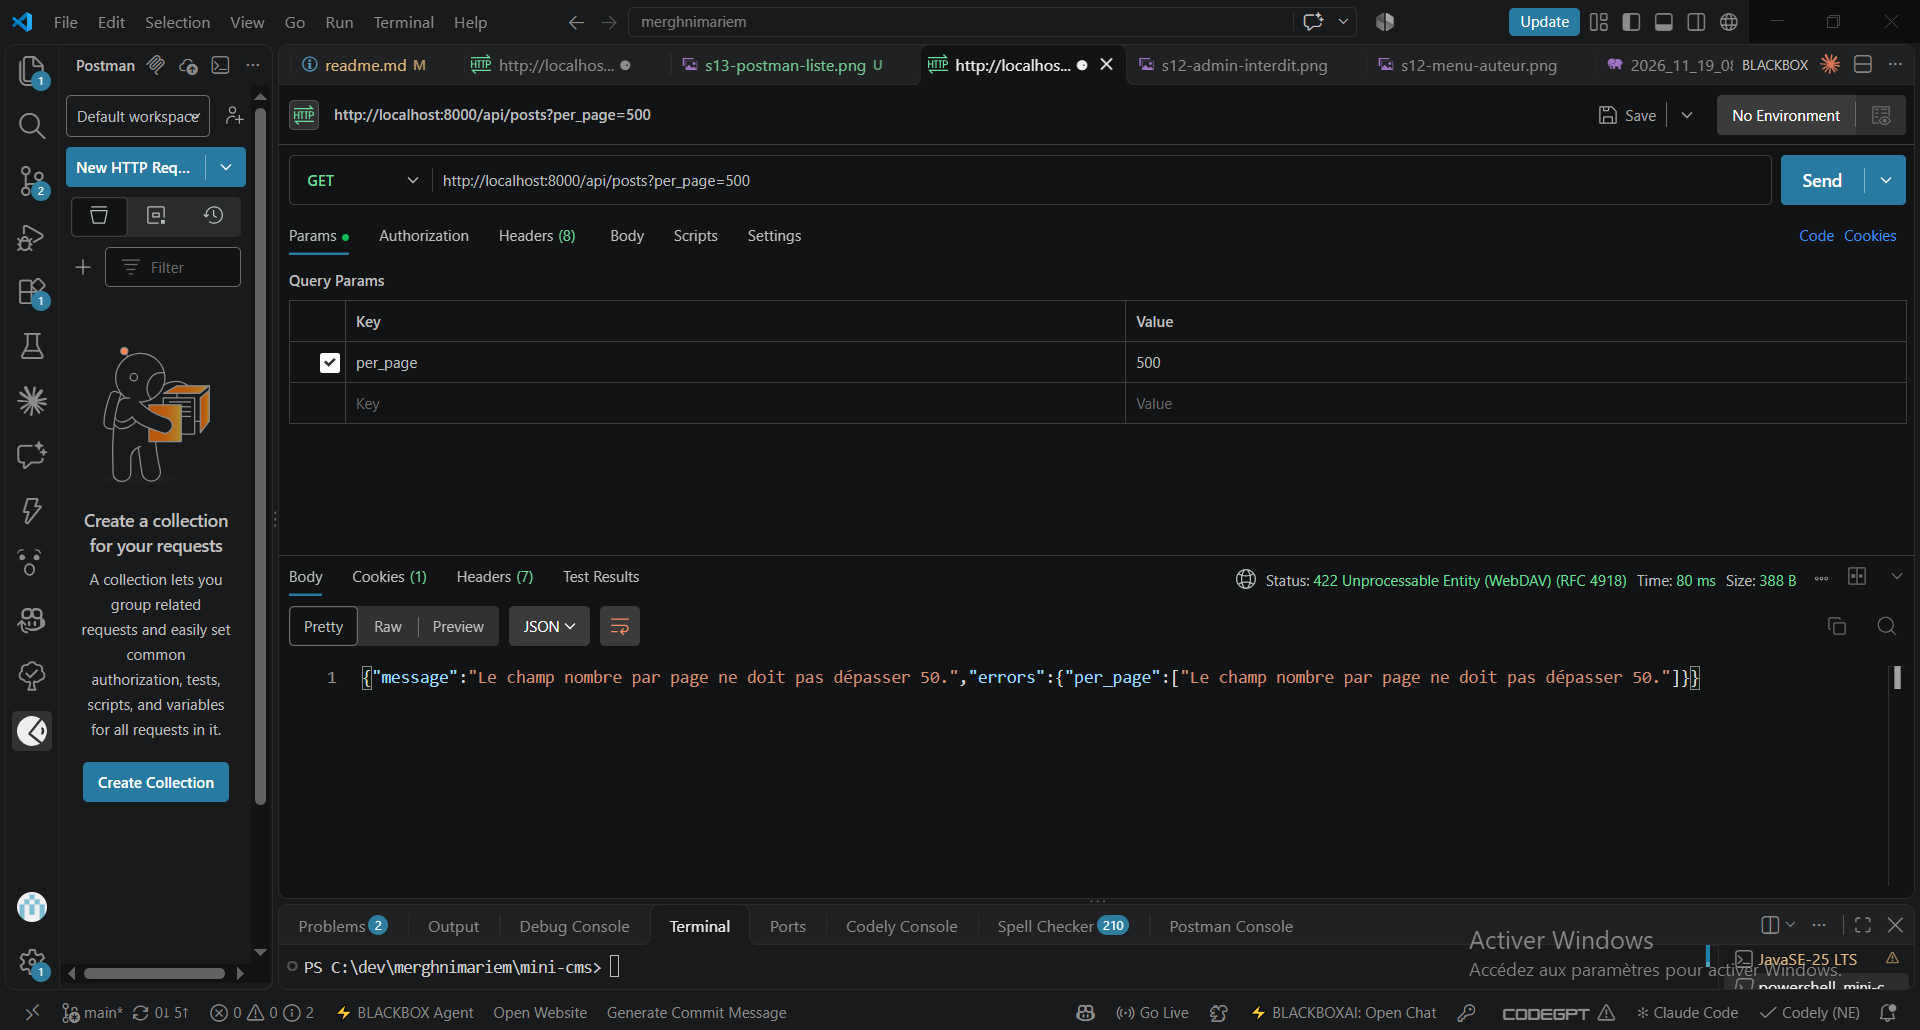 File Edit Selection View Go Run Terminal Help
merghnimariem
Update
Postman
readme.md M
http://localhos...
s13-postman-liste.png U
http://localhos...
s12-admin-interdit.png
s12-menu-auteur.png
2026_11_19_08
BLACKBOX
Default workspace
http://localhost:8000/api/posts?per_page=500
Save
No Environment
New HTTP Req...
GET
http://localhost:8000/api/posts?per_page=500
Send
Params Authorization Headers (8) Body Scripts Settings
Code Cookies
Filter
Query Params
Key Value
per_page 500
Key Value
Create a collection
for your requests
A collection lets you
group related
requests and easily set
common
authorization, tests,
scripts, and variables
for all requests in it.
Create Collection
Body Cookies (1) Headers (7) Test Results
Status: 422 Unprocessable Entity (WebDAV) (RFC 4918) Time: 80 ms Size: 388 B
Pretty Raw Preview JSON
1 {"message":"Le champ nombre par page ne doit pas dépasser 50.","errors":{"per_page":["Le champ nombre par page ne doit pas dépasser 50."]}}
Problems 2 Output Debug Console Terminal Ports Codely Console Spell Checker 210 Postman Console
PS C:\dev\merghnimariem\mini-cms>
JavaSE-25 LTS
powershell mini-c...
Activer Windows
Accédez aux paramètres pour activer Windows.
1
2
1
1
main* 0↓ 5↑ 0 0 2 BLACKBOX Agent Open Website Generate Commit Message
Go Live BLACKBOXAI: Open Chat CODEGPT Claude Code Codely (NE)